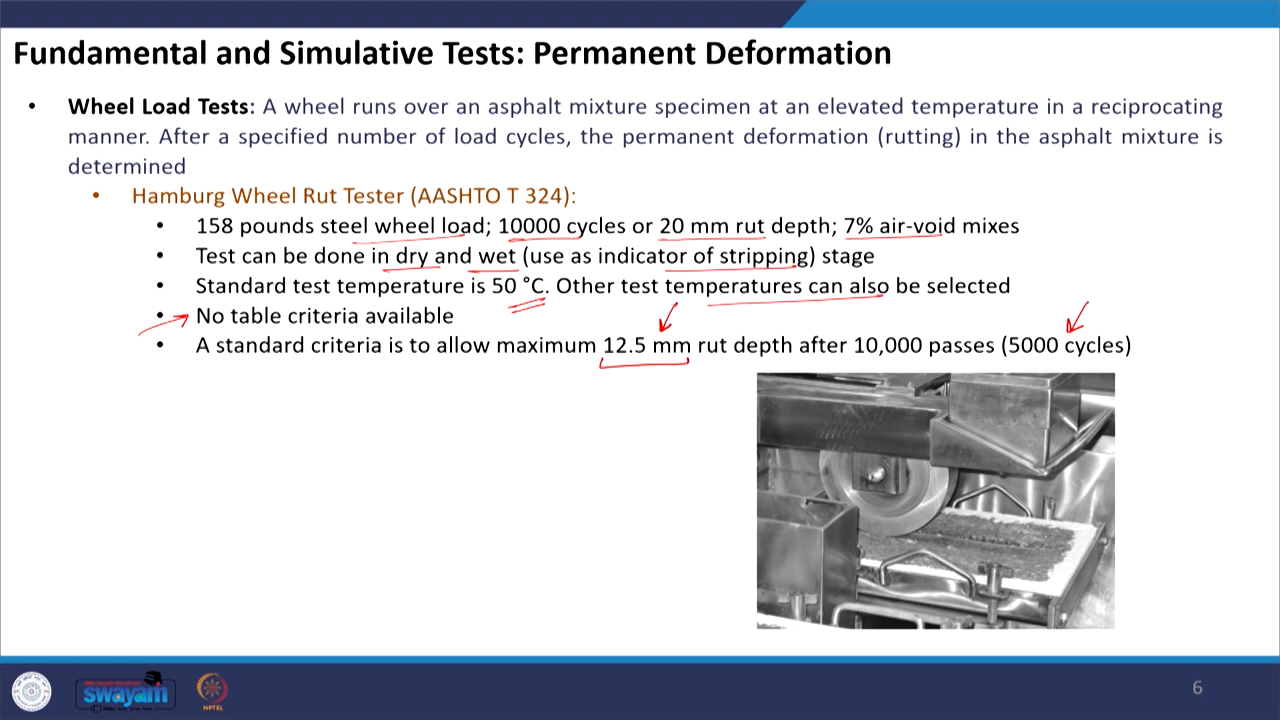 Fundamental and Simulative Tests: Permanent Deformation
• Wheel Load Tests: A wheel runs over an asphalt mixture specimen at an elevated temperature in a reciprocating
manner. After a specified number of load cycles, the permanent deformation (rutting) in the asphalt mixture is
determined
• Hamburg Wheel Rut Tester (AASHTO T 324):
• 158 pounds steel wheel load; 10000 cycles or 20 mm rut depth; 7% air-void mixes
• Test can be done in dry and wet (use as indicator of stripping) stage
• Standard test temperature is 50 °C. Other test temperatures can also be selected
• No table criteria available
• A standard criteria is to allow maximum 12.5 mm rut depth after 10,000 passes (5000 cycles)
swayam
NPTEL
6